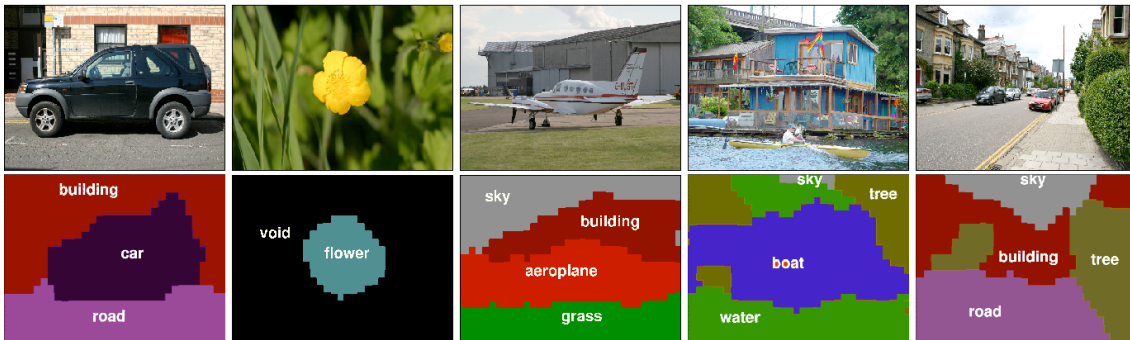 building
car
road
void
flower
sky
building
aeroplane
grass
sky
tree
boat
water
sky
building
tree
road